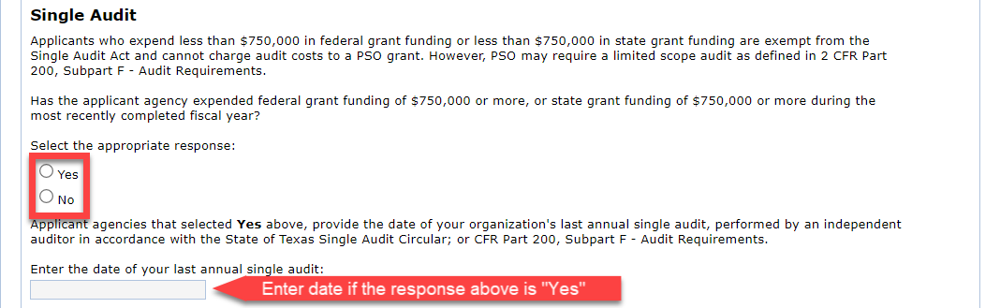 Single Audit
Applicants who expend less than $750,000 in federal grant funding or less than $750,000 in state grant funding are exempt from the
Single Audit Act and cannot charge audit costs to a PSO grant. However, PSO may require a limited scope audit as defined in 2 CFR Part
200, Subpart F - Audit Requirements.
Has the applicant agency expended federal grant funding of $750,000 or more, or state grant funding of $750,000 or more during the
most recently completed fiscal year?
Select the appropriate response:
Yes
No
Applicant agencies that selected Yes above, provide the date of your organization's last annual single audit, performed by an independent
auditor in accordance with the State of Texas Single Audit Circular; or CFR Part 200, Subpart F - Audit Requirements.
Enter the date of your last annual single audit:
Enter date if the response above is "Yes"